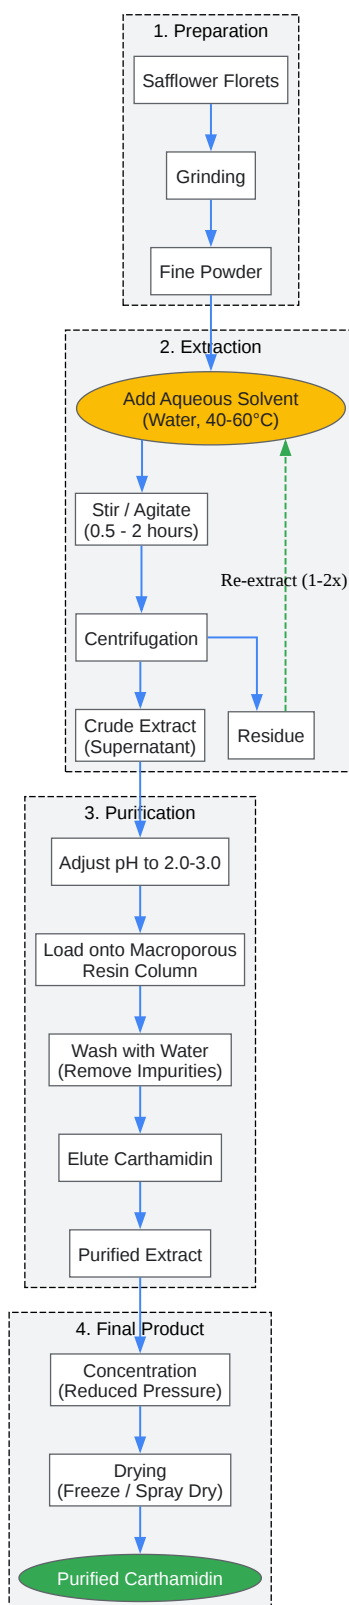 1. Preparation
Safflower Florets
Grinding
Fine Powder
2. Extraction
Add Aqueous Solvent
(Water, 40-60°C)
Stir / Agitate
(0.5 - 2 hours)
Re-extract (1-2x)
Centrifugation
Crude Extract
(Supernatant)
Residue
3. Purification
Adjust pH to 2.0-3.0
Load onto Macroporous
Resin Column
Wash with Water
(Remove Impurities)
Elute Carthamidin
Purified Extract
4. Final Product
Concentration
(Reduced Pressure)
Drying
(Freeze / Spray Dry)
Purified Carthamidin